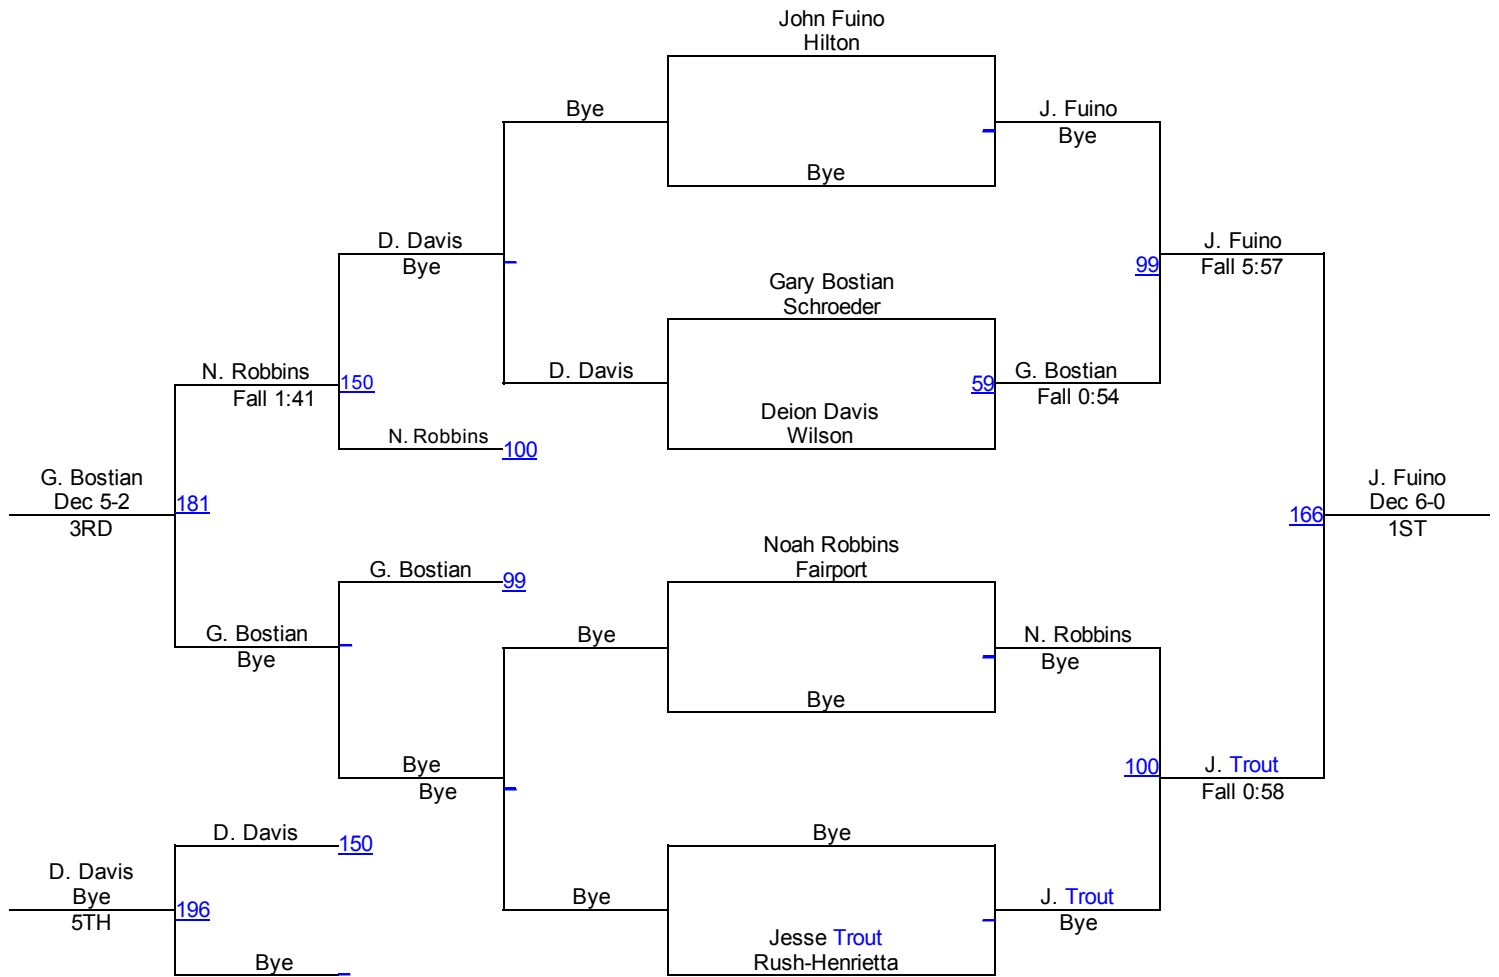 John Fuino
Hilton
Bye
J. Fuino
Bye
Bye
D. Davis
Bye
J. Fuino
99
Fall 5:57
Gary Bostian
Schroeder
N. Robbins
150
Fall 1:41
D. Davis
59
G. Bostian
Fall 0:54
Deion Davis
Wilson
N. Robbins
100
G. Bostian
Dec 5-2
181
3RD
J. Fuino
Dec 6-0
166
1ST
Noah Robbins
Fairport
G. Bostian
99
G. Bostian
Bye
Bye
N. Robbins
Bye
Bye
Bye
Bye
100
J. Trout
Fall 0:58
D. Davis
150
Bye
D. Davis
Bye
196
5TH
Bye
J. Trout
Bye
Jesse Trout
Rush-Henrietta
Bye